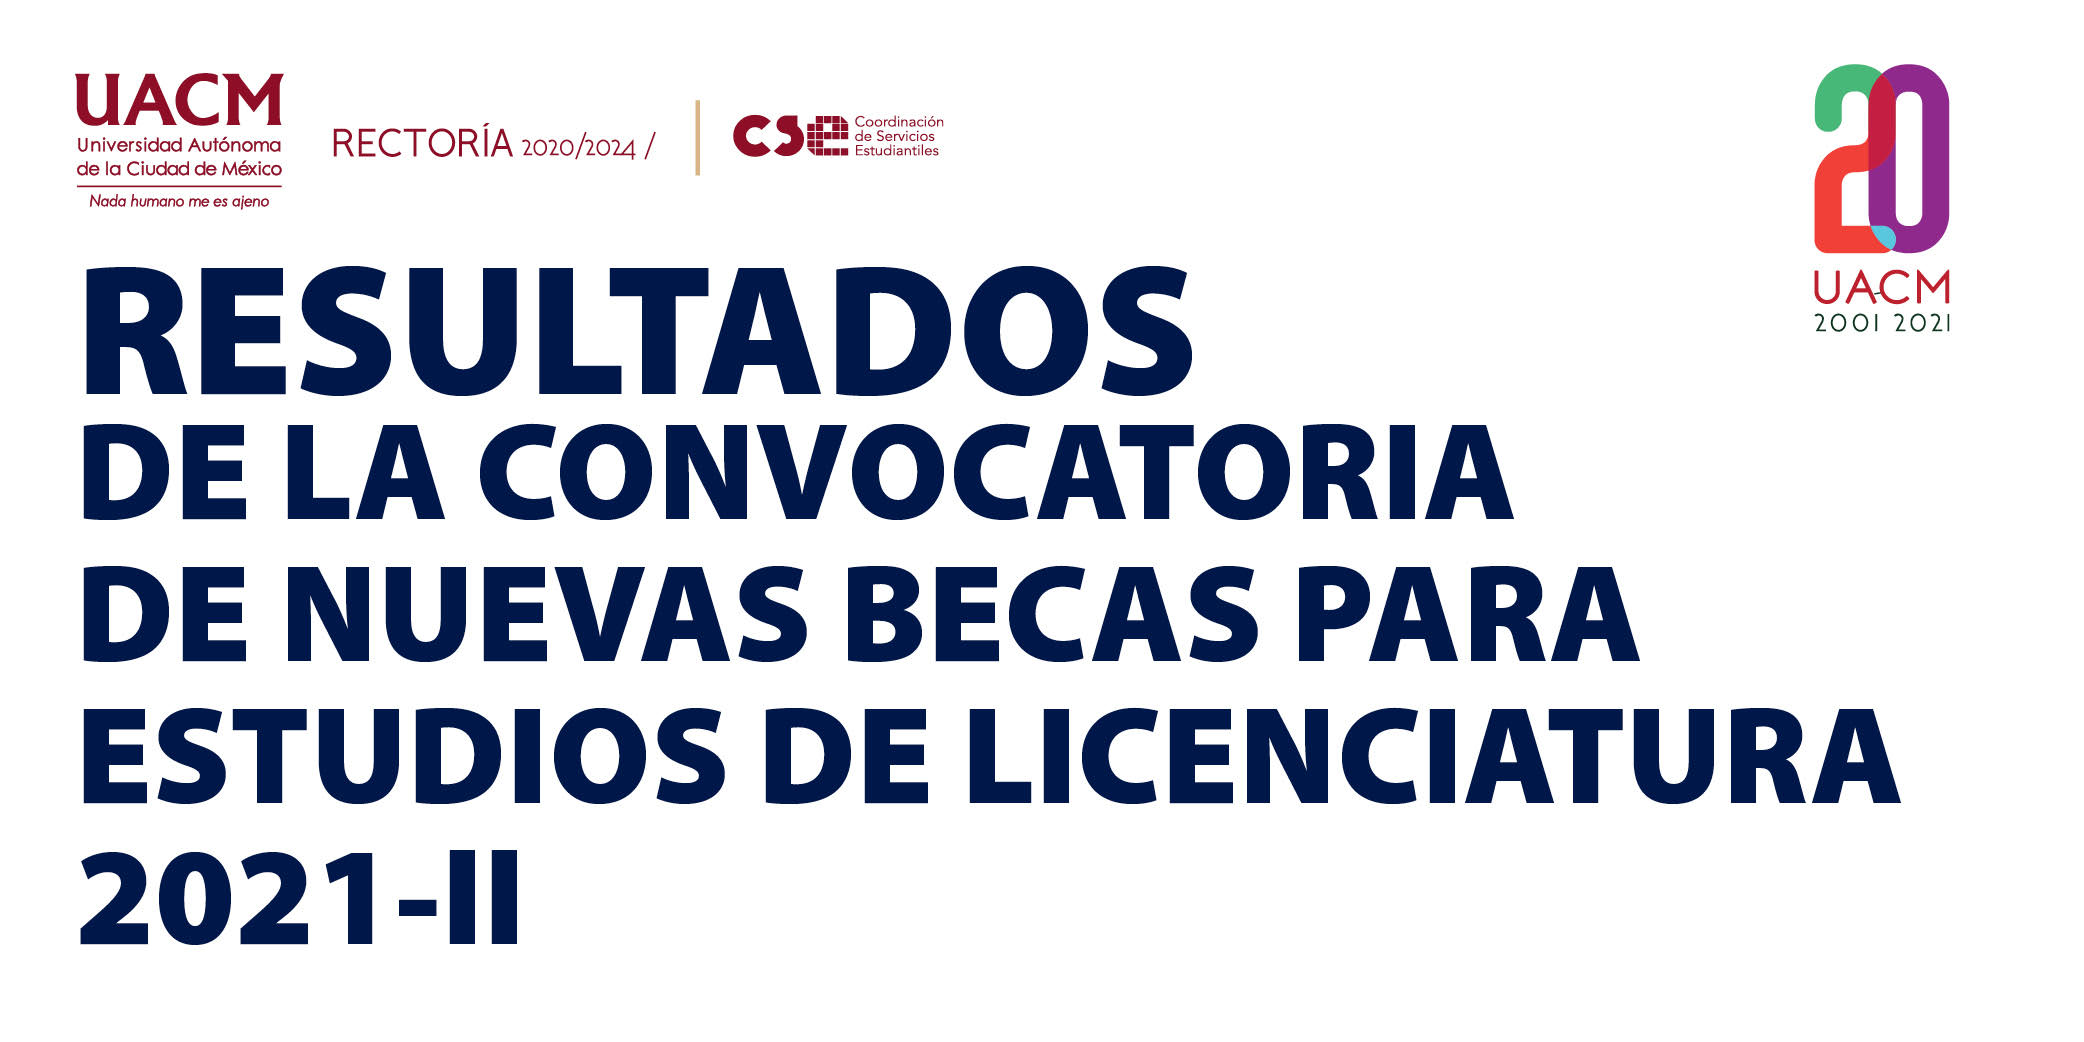 UACM
Universidad Autónoma
de la Ciudad de México
Nada humano me es ajeno
RECTORÍA 2020/2024 /
cse
Coordinación
de Servicios
Estudiantiles
20
UACM
2001 2021
RESULTADOS
DE LA CONVOCATORIA
DE NUEVAS BECAS PARA
ESTUDIOS DE LICENCIATURA
2021-II